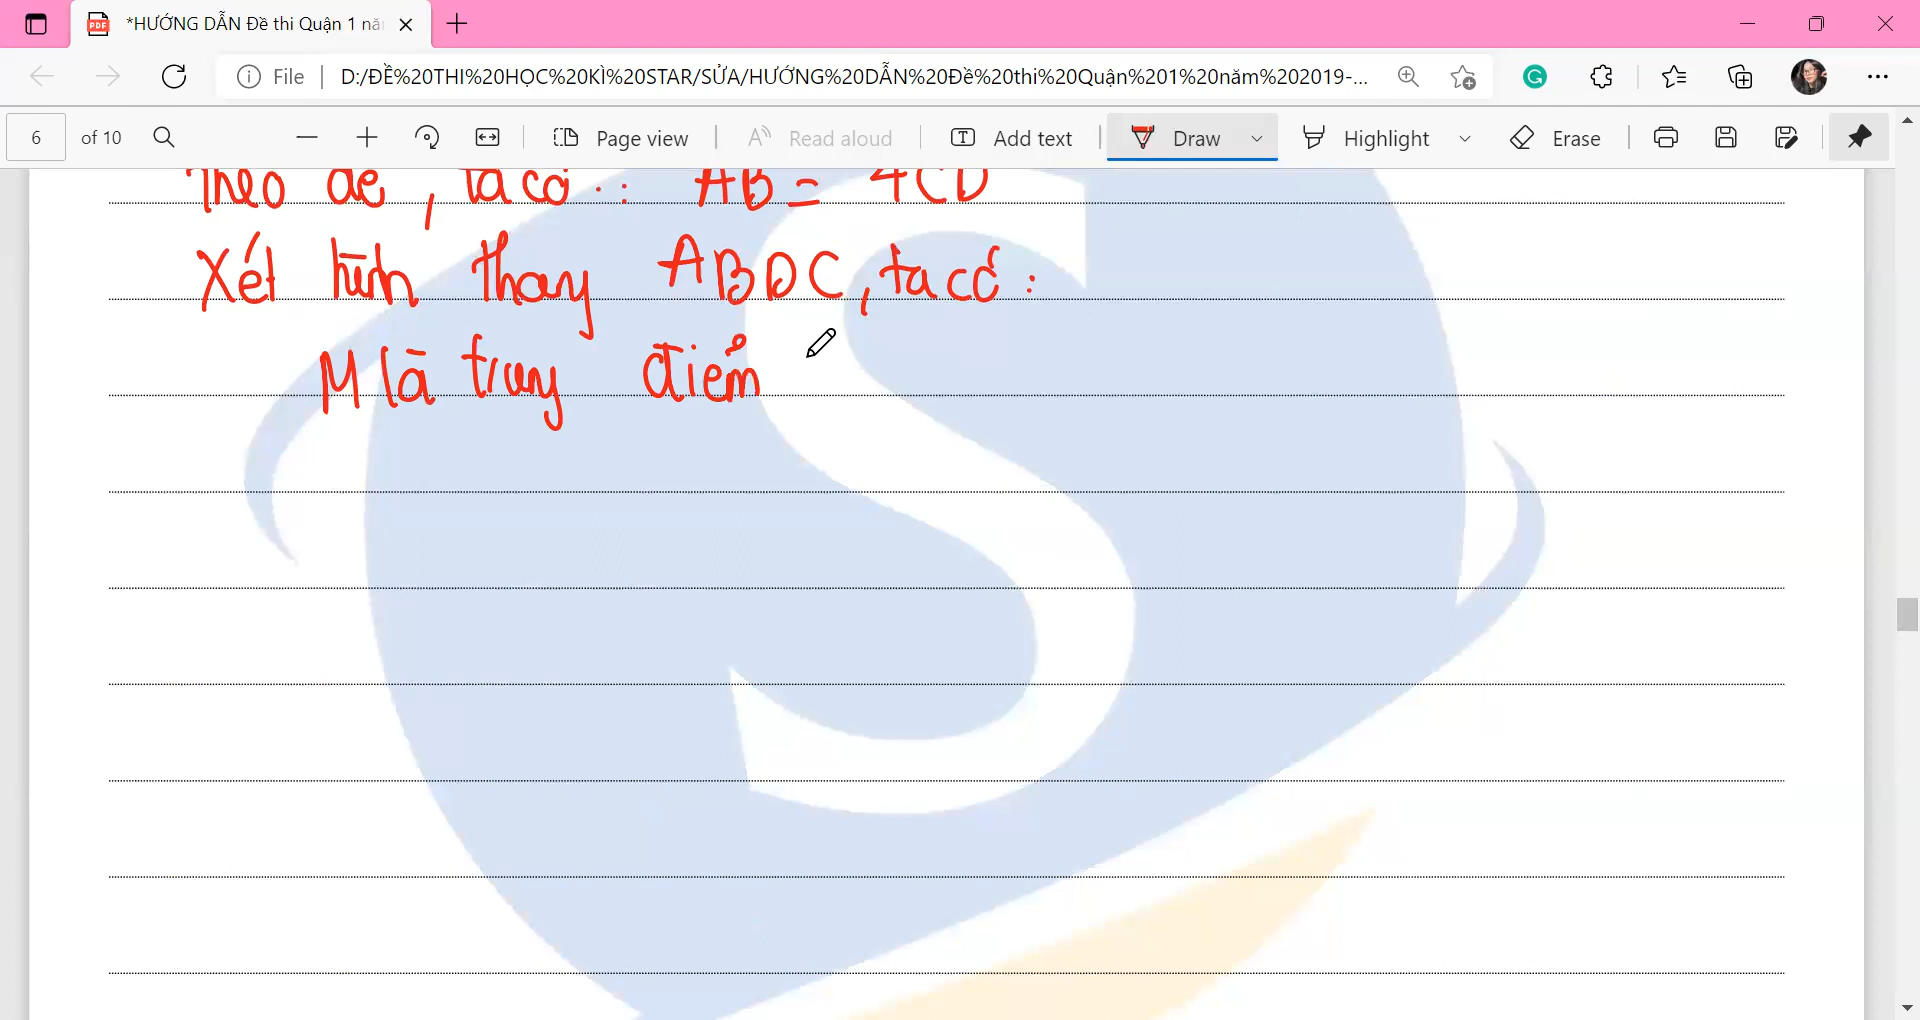 *HƯỚNG DẪN Đề thi Quận 1 nă
File
D:/ĐỀ%20THI%20HỌC%20KÌ%20STAR/SỬA/HƯỚNG%20DẪN%20Đề%20thi%20Quận%201%20năm%202019-...
6 of 10 Page view Read aloud Add text Draw Highlight Erase
Theo đề, ta có: AB = 4CD
Xét hình thang ABDC, ta có:
M là trung điểm